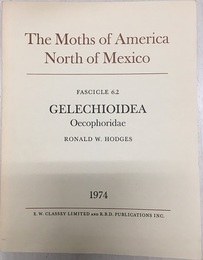 The Moths of America
North of Mexico
FASCICLE 6.2
GELECHIOIDEA
Oecophoridae
RONALD W. HODGES
1974
E. W. CLASSEY LIMITED AND R.B.D. PUBLICATIONS INC.